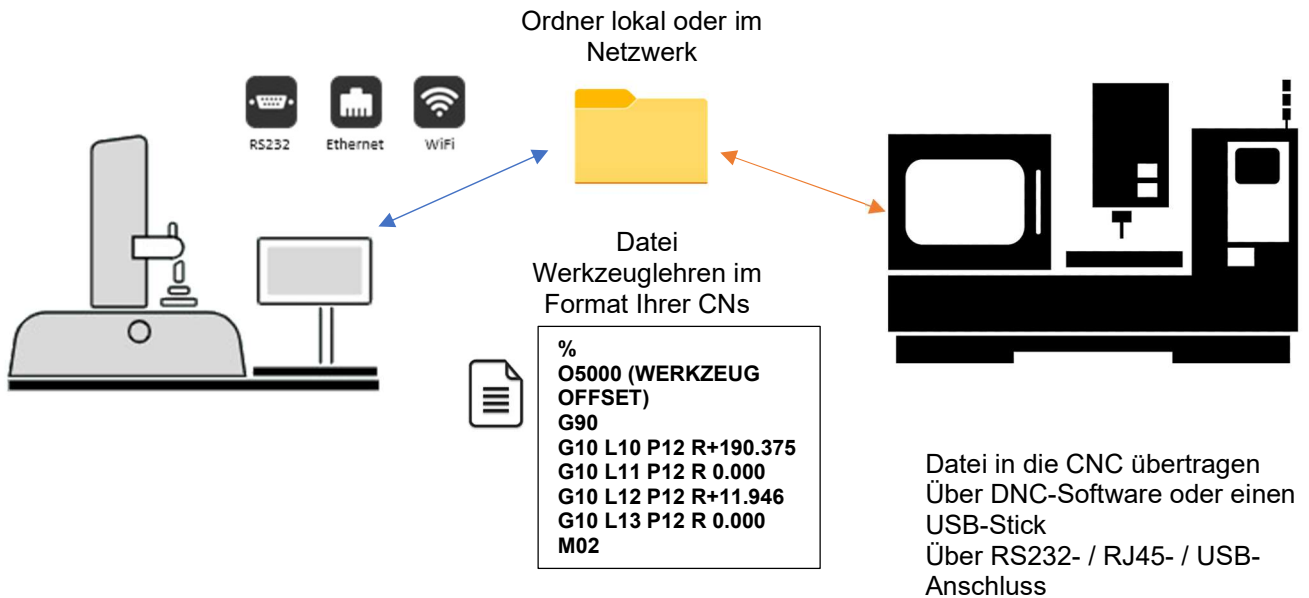 Ordner lokal oder im
Netzwerk
RS232
Ethernet
WiFi
Datei
Werkzeuglehren im
Format Ihrer CNs
%
O5000 (WERKZEUG
OFFSET)
G90
G10 L10 P12 R+190.375
G10 L11 P12 R 0.000
G10 L12 P12 R+11.946
G10 L13 P12 R 0.000
M02
Datei in die CNC übertragen
Über DNC-Software oder einen
USB-Stick
Über RS232- / RJ45- / USB-
Anschluss